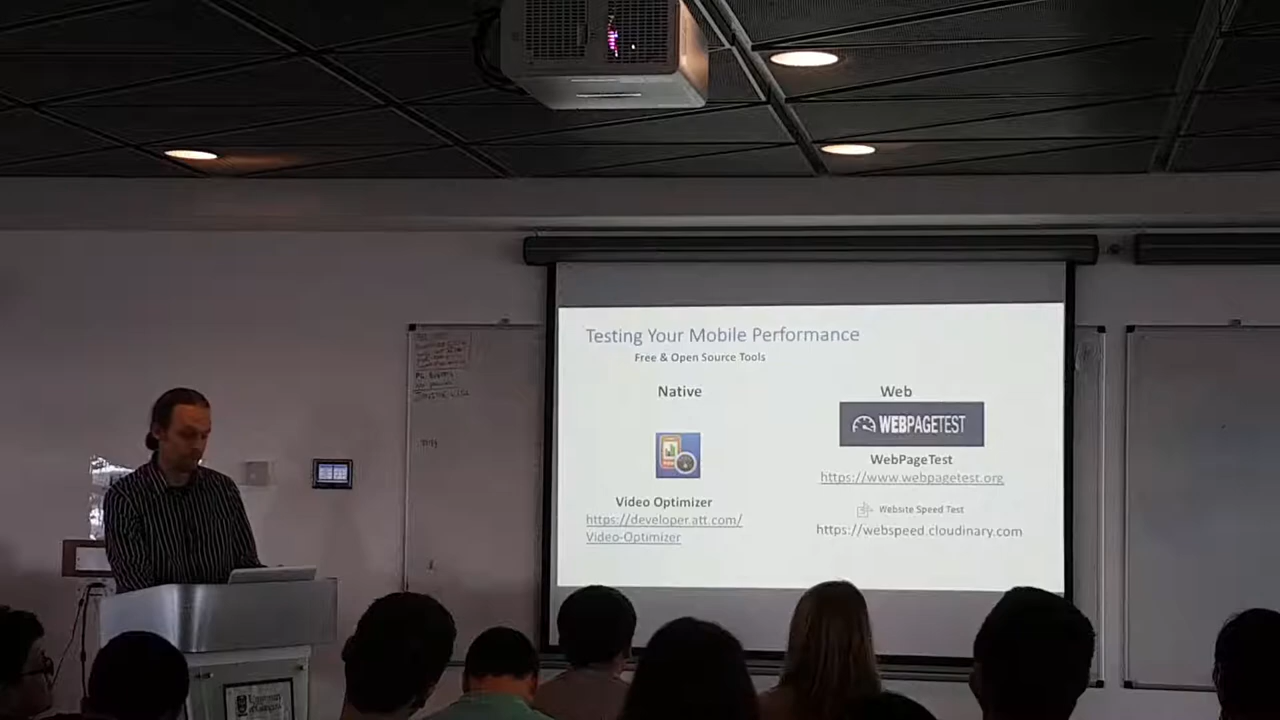 Testing Your Mobile Performance
Free & Open Source Tools
Native
Video Optimizer
https://developer.att.com/
Video-Optimizer
Web
WEBPAGETEST
WebPageTest
https://www.webpagetest.org
Website Speed Test
https://webspeed.cloudinary.com